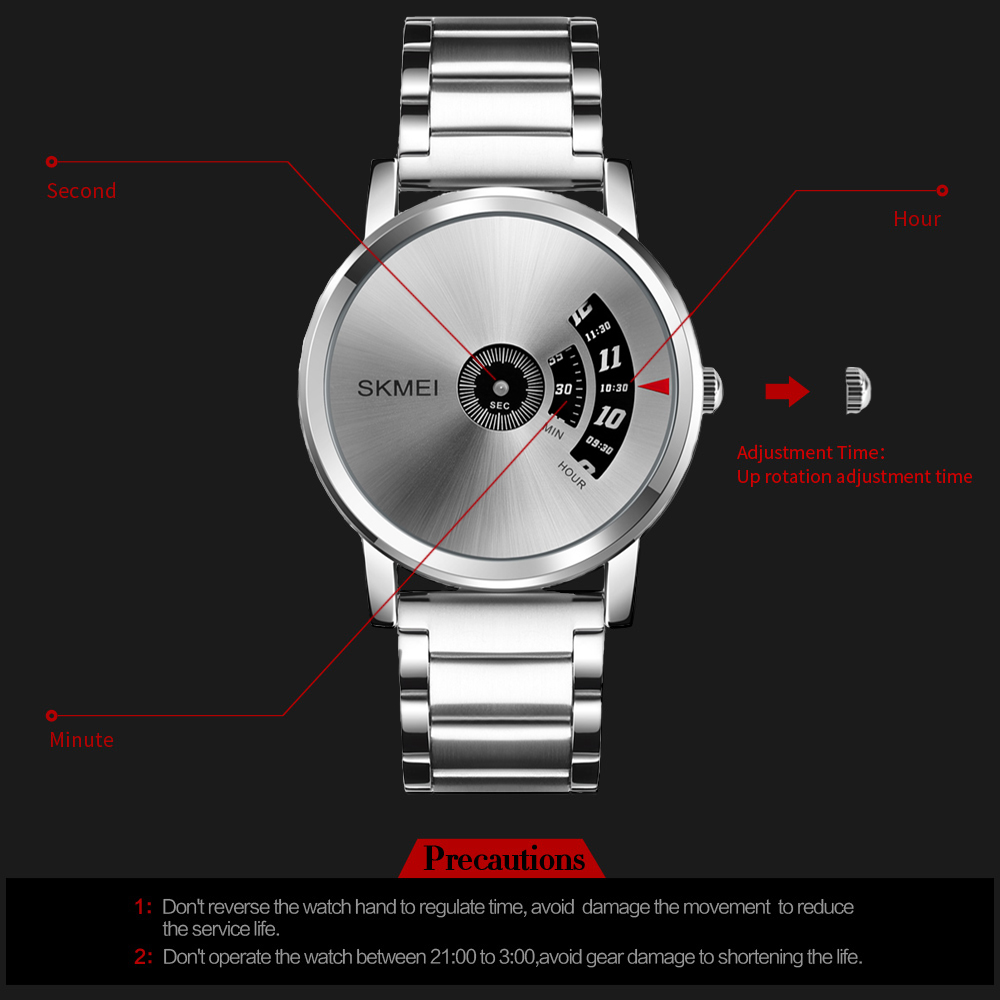 Second
Hour
SKMEI
SEC
MIN
HOUR
11:30
11
30
10:30
10
09:30
Adjustment Time:
Up rotation adjustment time
Minute
Precautions
1: Don't reverse the watch hand to regulate time, avoid damage the movement to reduce
the service life.
2: Don't operate the watch between 21:00 to 3:00,avoid gear damage to shortening the life.